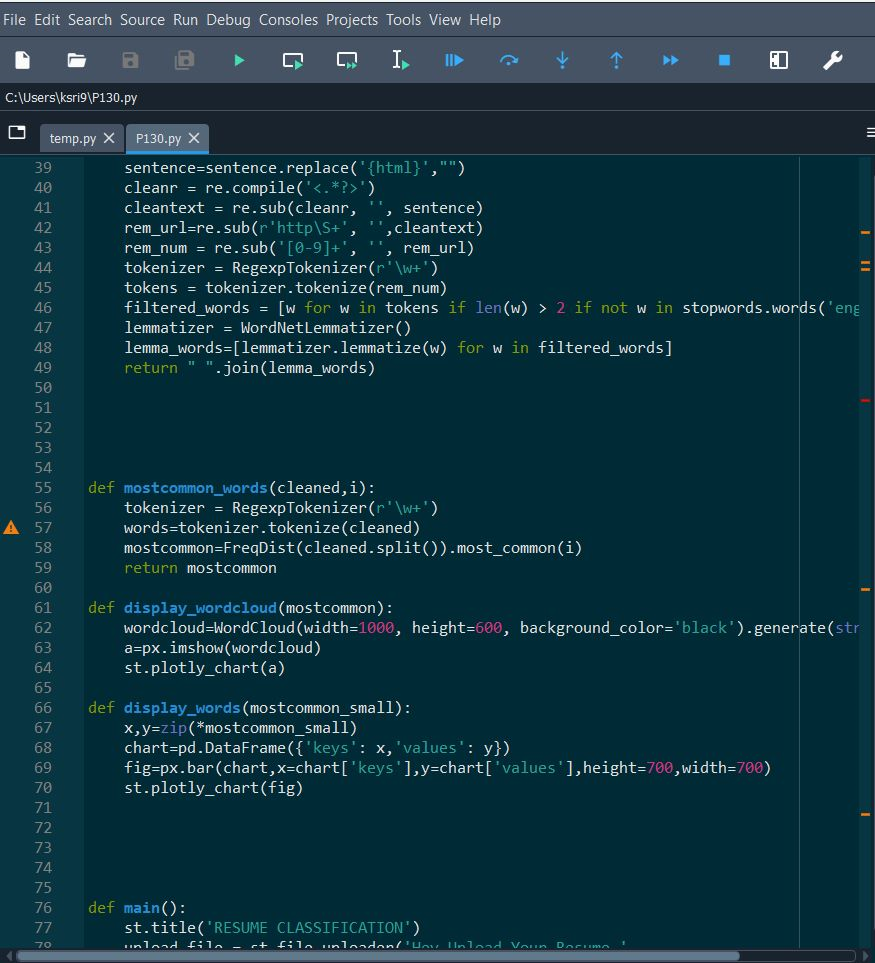 File Edit Search Source Run Debug Consoles Projects Tools View Help
C:\Users\ksri9\P130.py
temp.py P130.py
39 sentence=sentence.replace('{html}',"")
40 cleanr = re.compile('<.*?>')
41 cleantext = re.sub(cleanr, '', sentence)
42 rem_url=re.sub(r'http\S+', '',cleantext)
43 rem_num = re.sub('[0-9]+', '', rem_url)
44 tokenizer = RegexpTokenizer(r'\w+')
45 tokens = tokenizer.tokenize(rem_num)
46 filtered_words = [w for w in tokens if len(w) > 2 if not w in stopwords.words('eng
47 lemmatizer = WordNetLemmatizer()
48 lemma_words=[lemmatizer.lemmatize(w) for w in filtered_words]
49 return " ".join(lemma_words)
50
51
52
53
54
55 def mostcommon_words(cleaned,i):
56 tokenizer = RegexpTokenizer(r'\w+')
57 words=tokenizer.tokenize(cleaned)
58 mostcommon=FreqDist(cleaned.split()).most_common(i)
59 return mostcommon
60
61 def display_wordcloud(mostcommon):
62 wordcloud=WordCloud(width=1000, height=600, background_color='black').generate(str
63 a=px.imshow(wordcloud)
64 st.plotly_chart(a)
65
66 def display_words(mostcommon_small):
67 x,y=zip(*mostcommon_small)
68 chart=pd.DataFrame({'keys': x,'values': y})
69 fig=px.bar(chart,x=chart['keys'],y=chart['values'],height=700,width=700)
70 st.plotly_chart(fig)
71
72
73
74
75
76 def main():
77 st.title('RESUME CLASSIFICATION')
78 upload_file = st.file_uploader('Hey,Upload Your Resume '